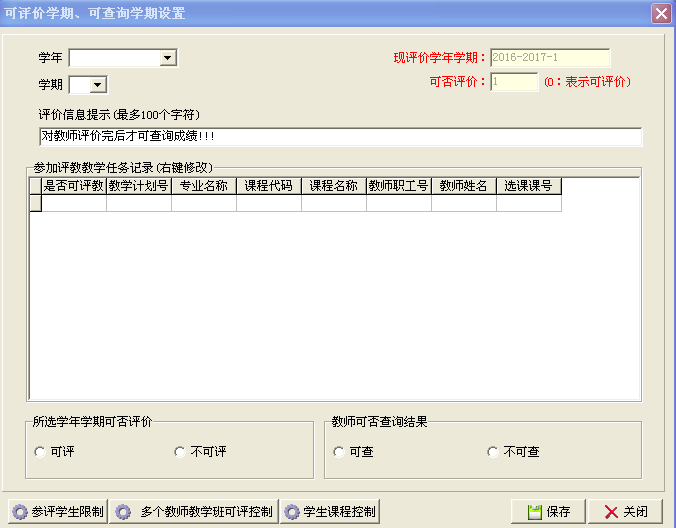 可评价学期、可查询学期设置
学年 现评价学年学期：2016-2017-1
学期 可否评价：1 (0：表示可评价)
评价信息提示(最多100个字符)
对教师评价完后才可查询成绩!!!
参加评教教学任务记录(右键修改)
是否可评教 教学计划号 专业名称 课程代码 课程名称 教师职工号 教师姓名 选课课号
所选学年学期可否评价 教师可否查询结果
可评 不可评 可查 不可查
参评学生限制 多个教师教学班可评控制 学生课程控制 保存 关闭